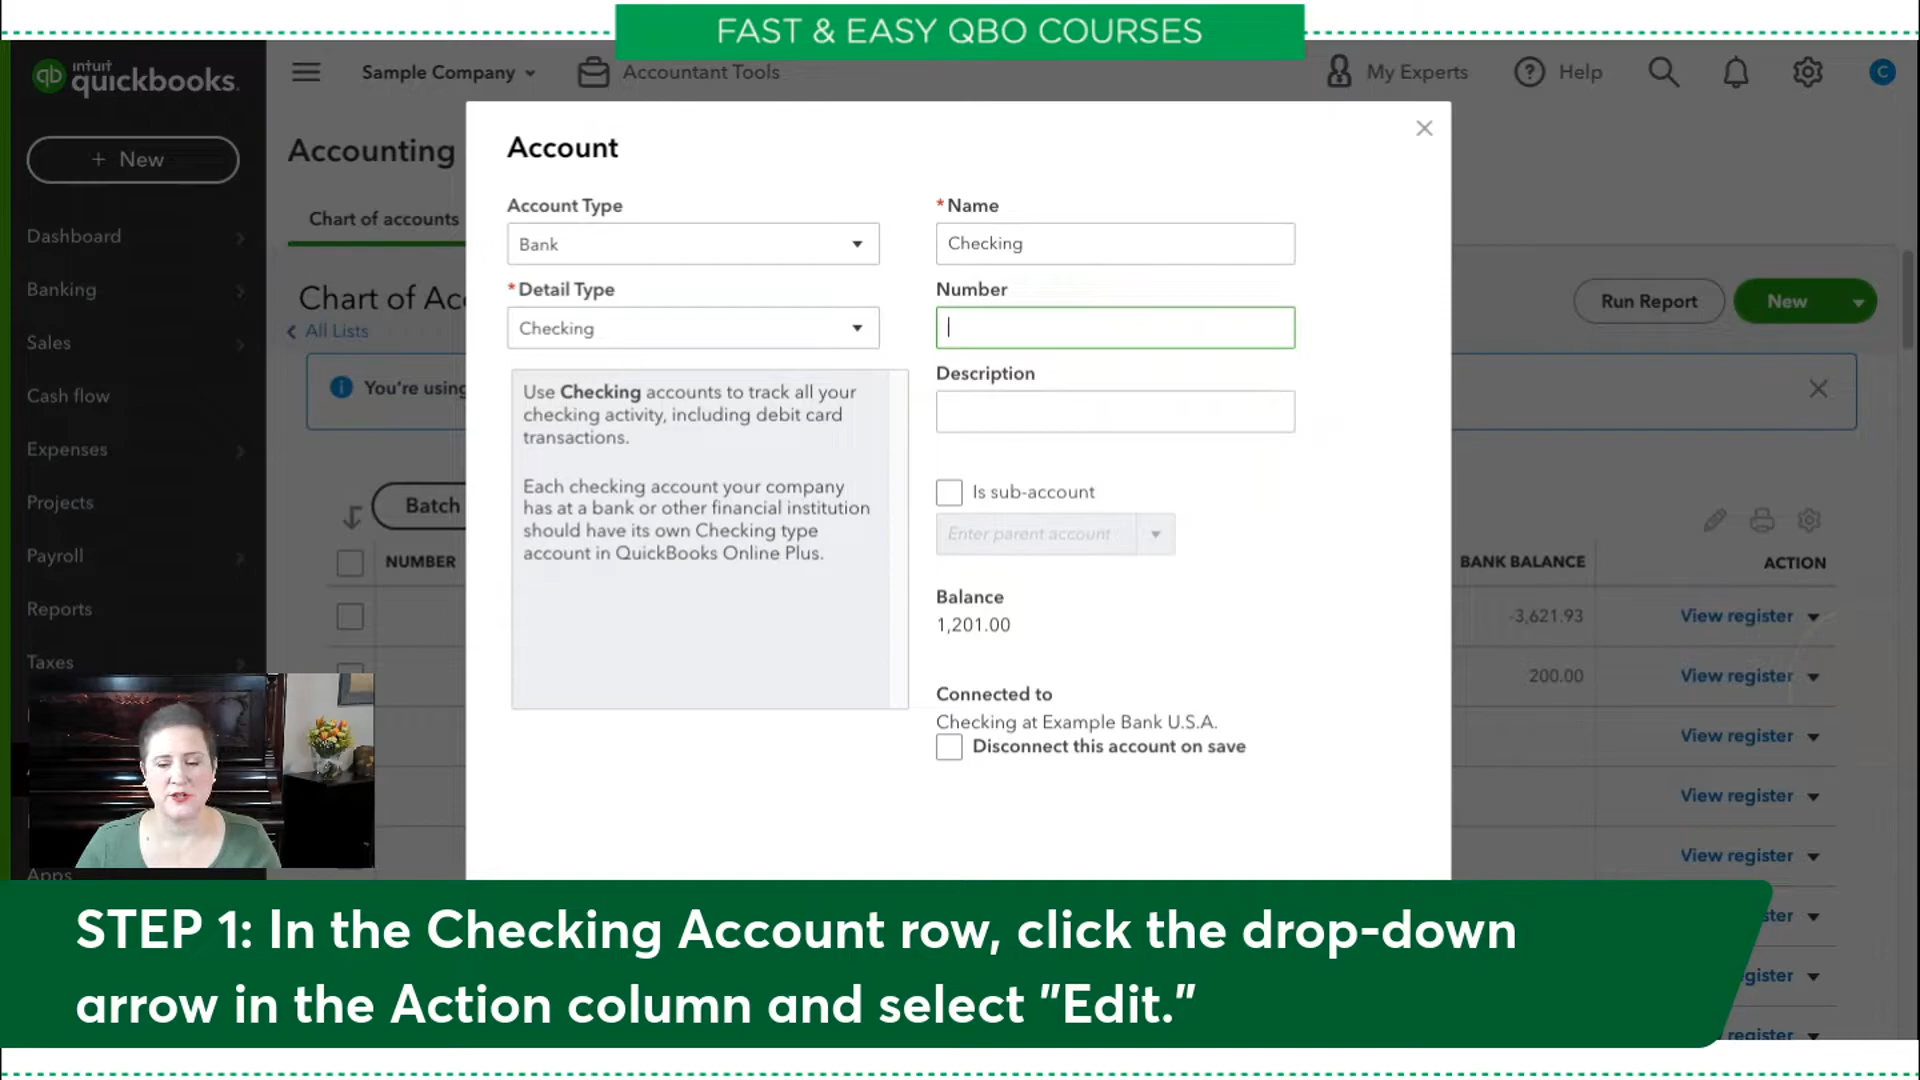 FAST & EASY QBO COURSES
qb intuit quickbooks.
Sample Company
Accountant Tools
My Experts
Help
C
+ New
Dashboard
Banking
Sales
Cash flow
Expenses
Projects
Payroll
Reports
Taxes
Apps
Accounting
Chart of accounts
Chart of Ac
All Lists
Run Report
New
You're using
Batch
NUMBER
BANK BALANCE
ACTION
-3,621.93
View register
200.00
View register
View register
View register
View register
ster
gister
register
Account
Account Type
Bank
* Detail Type
Checking
Use Checking accounts to track all your
checking activity, including debit card
transactions.
Each checking account your company
has at a bank or other financial institution
should have its own Checking type
account in QuickBooks Online Plus.
* Name
Checking
Number
Description
Is sub-account
Enter parent account
Balance
1,201.00
Connected to
Checking at Example Bank U.S.A.
Disconnect this account on save
STEP 1: In the Checking Account row, click the drop-down
arrow in the Action column and select "Edit."